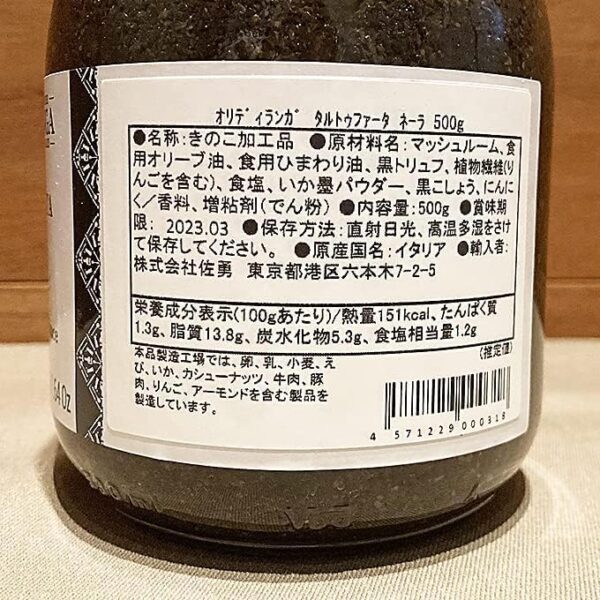 オリディランガ タルトゥファータ ネーラ 500g
●名称:きのこ加工品 ●原材料名:マッシュルーム、食
用オリーブ油、食用ひまわり油、黒トリュフ、植物繊維(り
んごを含む)、食塩、いか墨パウダー、黒こしょう、にんに
く/香料、増粘剤(でん粉) ●内容量:500g ●賞味期
限: 2023.03 ●保存方法:直射日光、高温多湿をさけ
て保存してください。 ●原産国名:イタリア ●輸入者:
株式会社佐勇 東京都港区六本木7-2-5
栄養成分表示(100gあたり)/熱量151kcal、たんぱく質
1.3g、脂質13.8g、炭水化物5.3g、食塩相当量1.2g
(推定値)
本品製造工場では、卵、乳、小麦、え
び、いか、カシューナッツ、牛肉、豚
肉、りんご、アーモンドを含む製品を
製造しています。
4 571229 000318